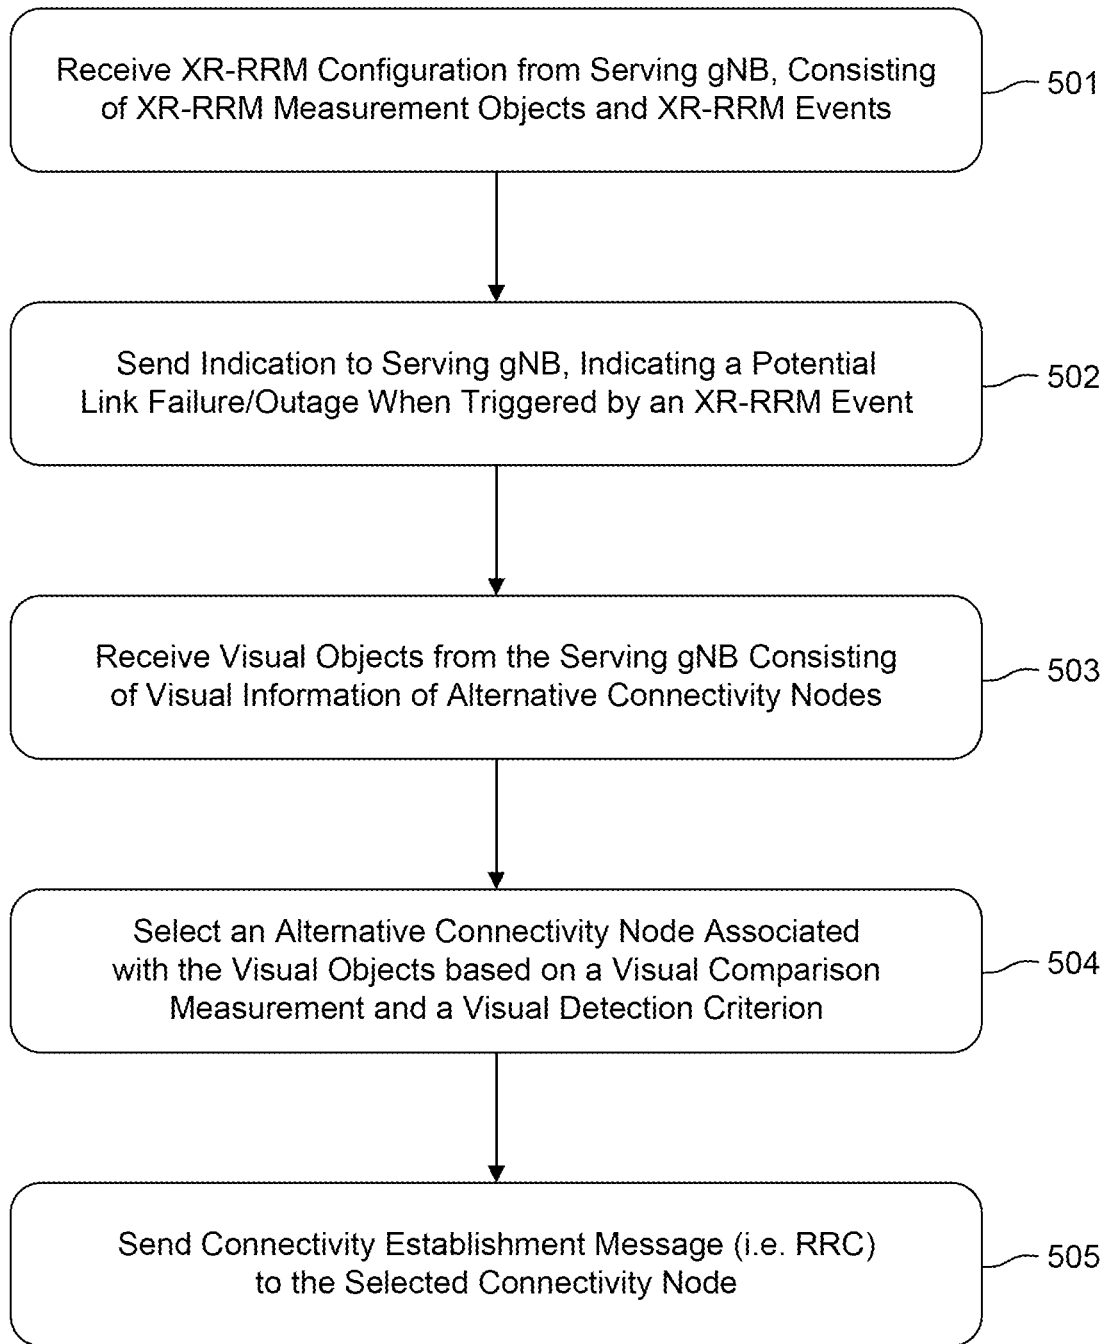 Receive XR-RRM Configuration from Serving gNB, Consisting
of XR-RRM Measurement Objects and XR-RRM Events
501
Send Indication to Serving gNB, Indicating a Potential
Link Failure/Outage When Triggered by an XR-RRM Event
502
Receive Visual Objects from the Serving gNB Consisting
of Visual Information of Alternative Connectivity Nodes
503
Select an Alternative Connectivity Node Associated
with the Visual Objects based on a Visual Comparison
Measurement and a Visual Detection Criterion
504
Send Connectivity Establishment Message (i.e. RRC)
to the Selected Connectivity Node
505